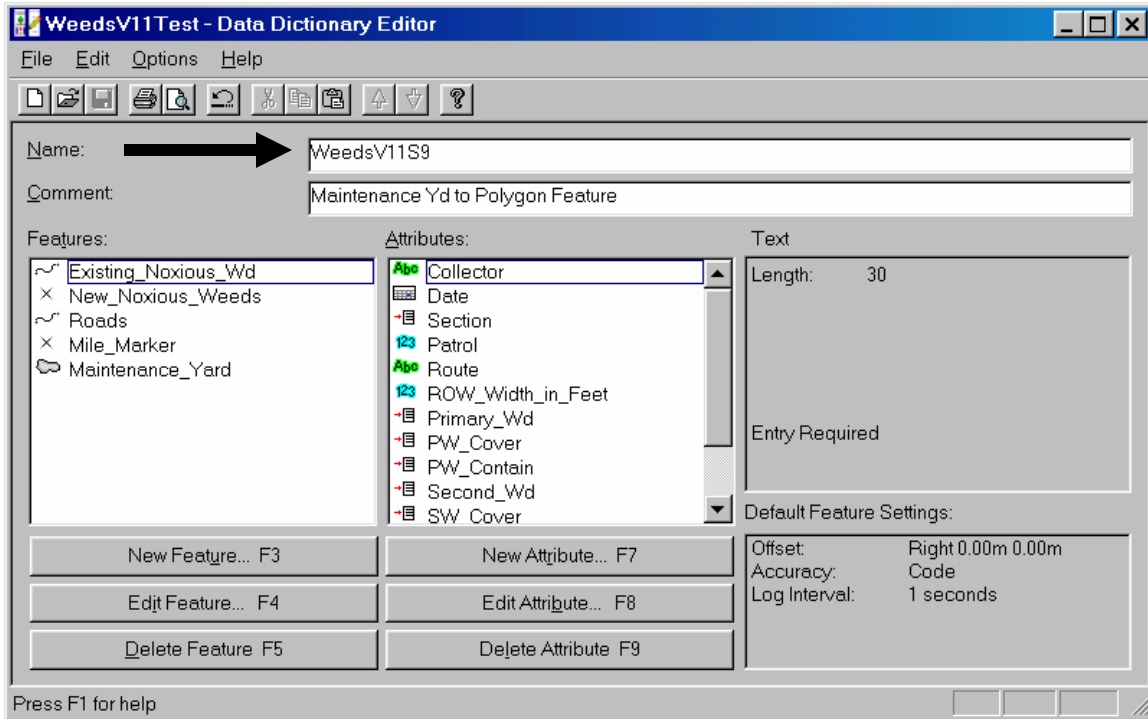 WeedsV11Test - Data Dictionary Editor
File Edit Options Help
Name: WeedsV11S9
Comment: Maintenance Yd to Polygon Feature
Features:
Existing_Noxious_Wd
New_Noxious_Weeds
Roads
Mile_Marker
Maintenance_Yard
New Feature... F3
Edit Feature... F4
Delete Feature F5
Attributes:
Abc Collector
Date
Section
123 Patrol
Abc Route
123 ROW_Width_in_Feet
Primary_Wd
PW_Cover
PW_Contain
Second_Wd
SW_Cover
New Attribute... F7
Edit Attribute... F8
Delete Attribute F9
Text
Length: 30
Entry Required
Default Feature Settings:
Offset: Right 0.00m 0.00m
Accuracy: Code
Log Interval: 1 seconds
Press F1 for help